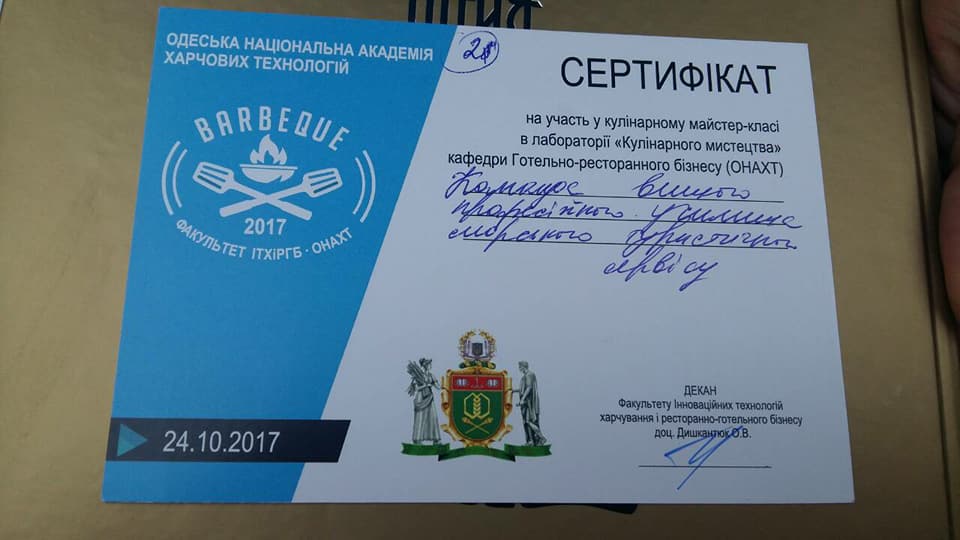 ОДЕСЬКА НАЦІОНАЛЬНА АКАДЕМІЯ
ХАРЧОВИХ ТЕХНОЛОГІЙ
BARBEQUE
2017
ФАКУЛЬТЕТ ІТХіРГБ · ОНАХТ
24.10.2017
СЕРТИФІКАТ
на участь у кулінарному майстер-класі
в лабораторії «Кулінарного мистецтва»
кафедри Готельно-ресторанного бізнесу (ОНАХТ)
Команда вищого
професійного училища
морського туристичного
сервісу
ДЕКАН
Факультету Інноваційних технологій
харчування і ресторанно-готельного бізнесу
доц. Дишкантюк О.В.